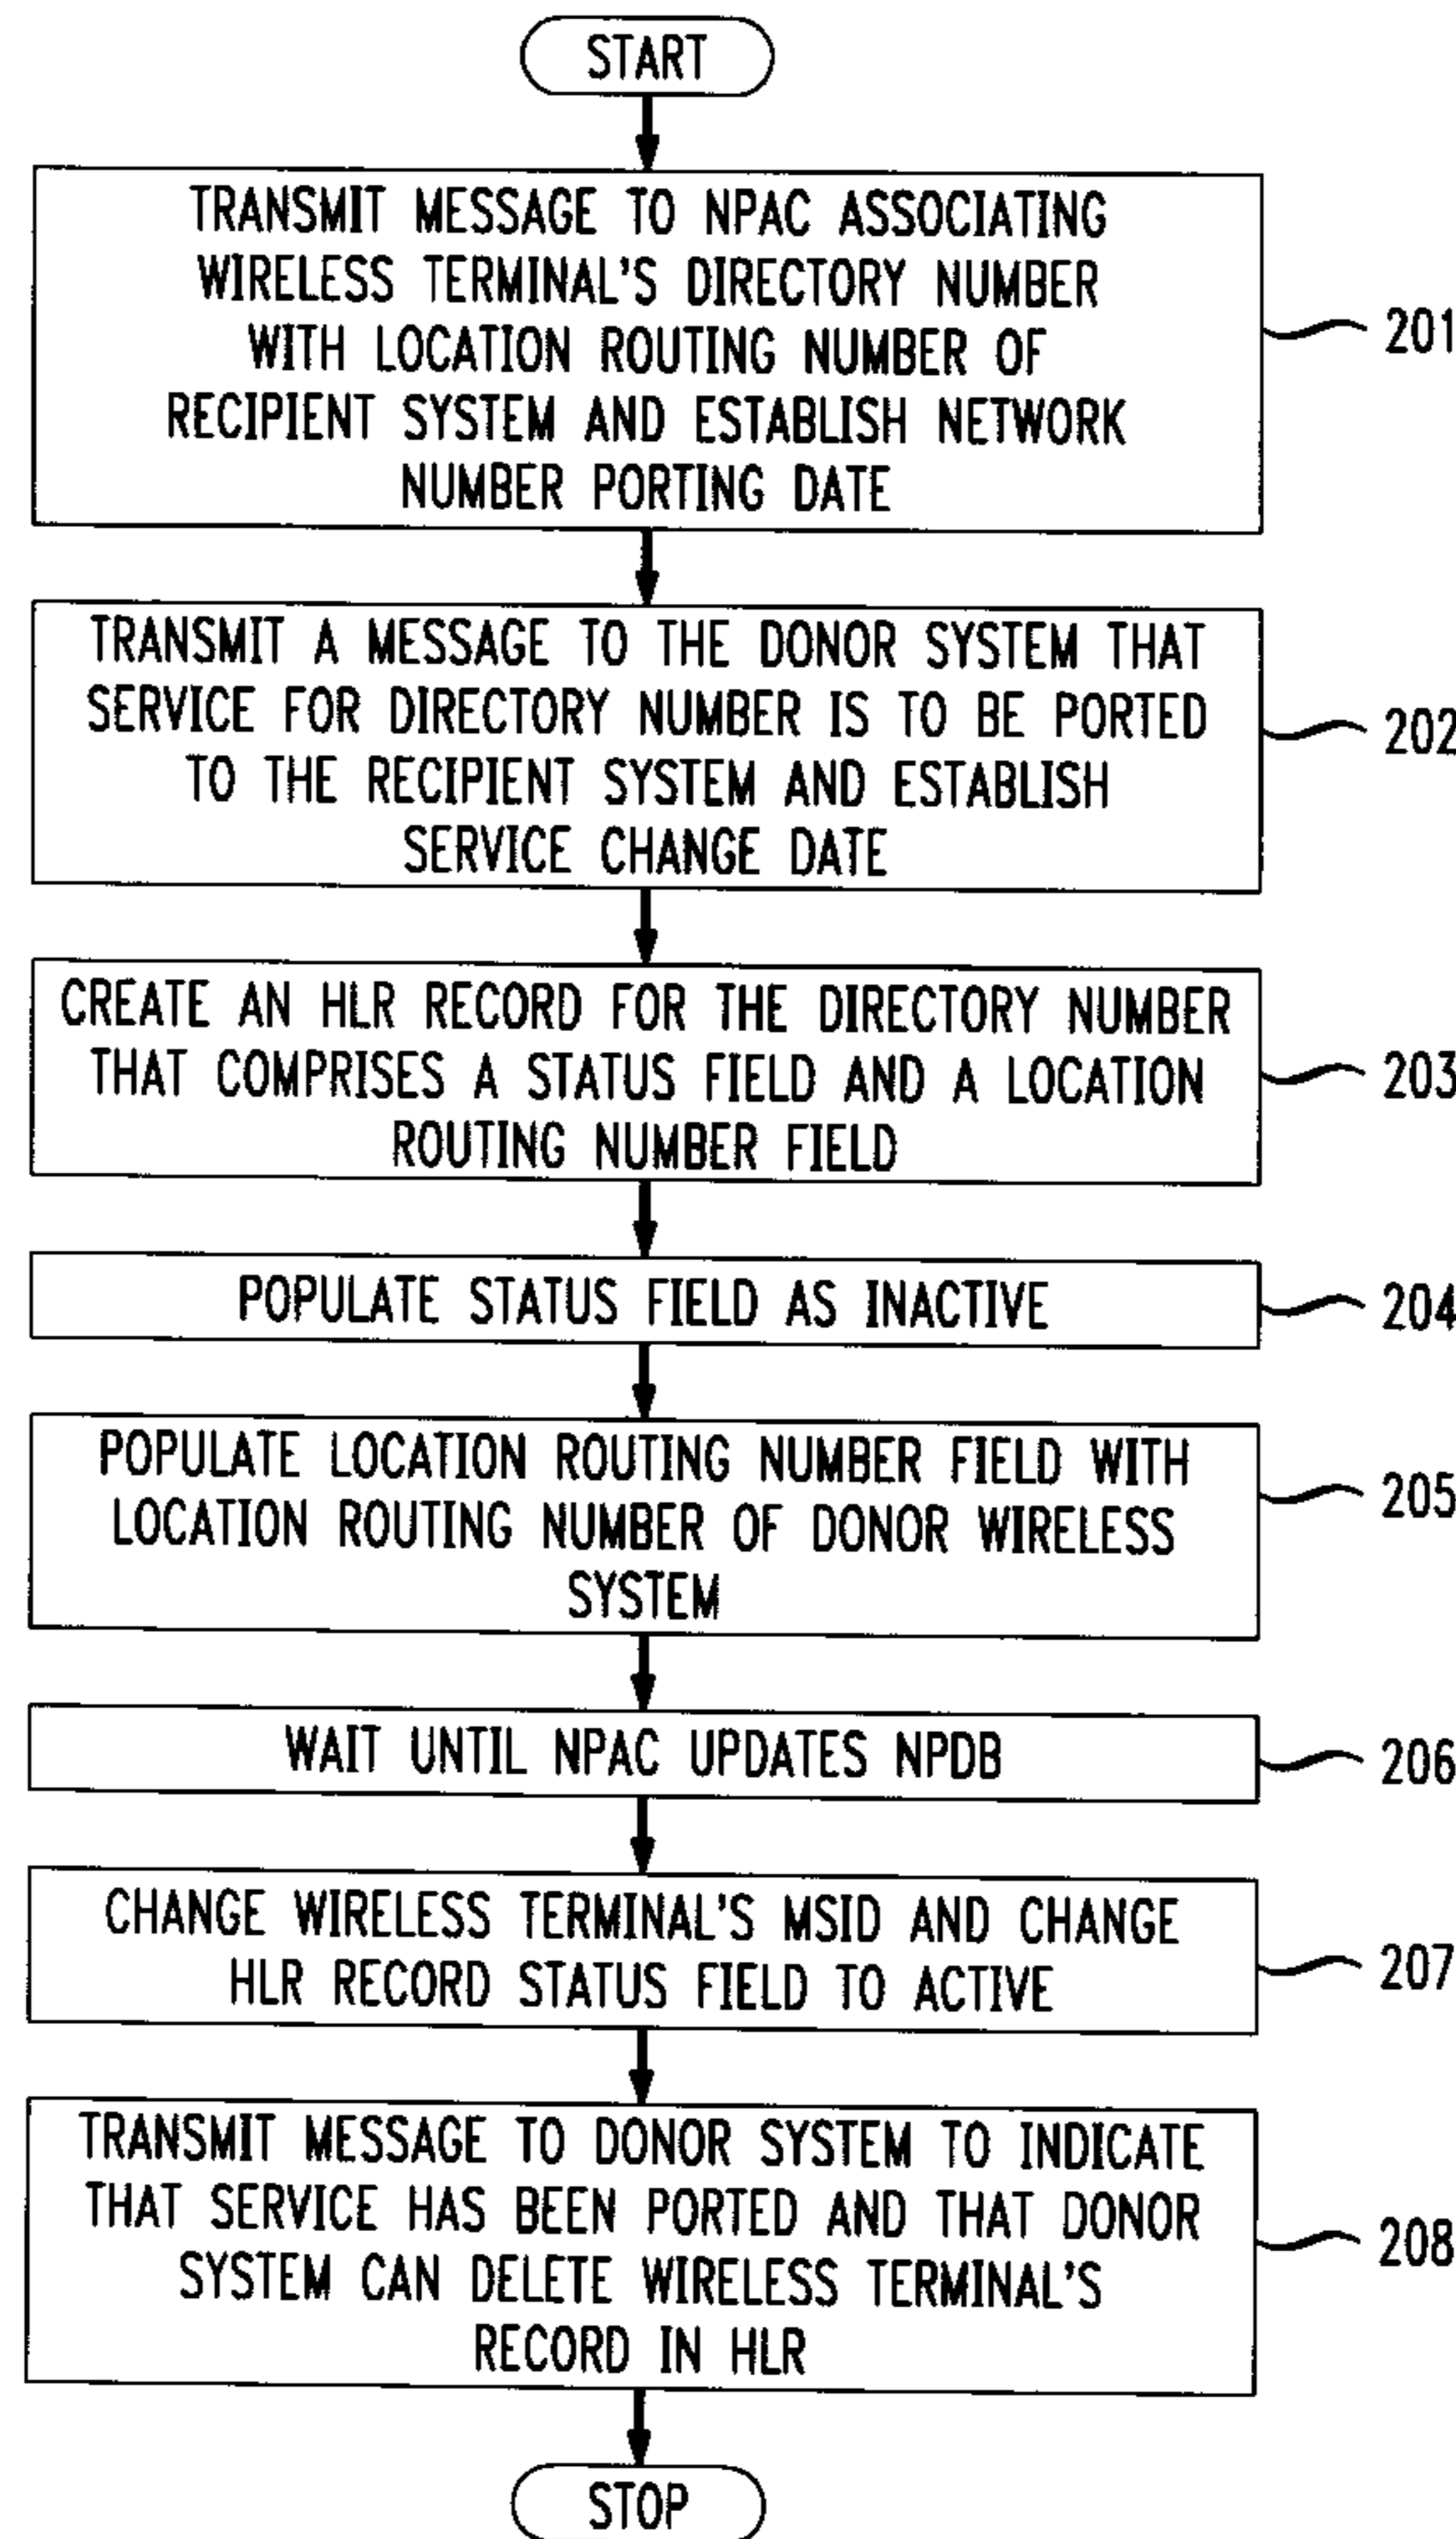 START
TRANSMIT MESSAGE TO NPAC ASSOCIATING
WIRELESS TERMINAL'S DIRECTORY NUMBER
WITH LOCATION ROUTING NUMBER OF
RECIPIENT SYSTEM AND ESTABLISH NETWORK
NUMBER PORTING DATE
201
TRANSMIT A MESSAGE TO THE DONOR SYSTEM THAT
SERVICE FOR DIRECTORY NUMBER IS TO BE PORTED
TO THE RECIPIENT SYSTEM AND ESTABLISH
SERVICE CHANGE DATE
202
CREATE AN HLR RECORD FOR THE DIRECTORY NUMBER
THAT COMPRISES A STATUS FIELD AND A LOCATION
ROUTING NUMBER FIELD
203
POPULATE STATUS FIELD AS INACTIVE
204
POPULATE LOCATION ROUTING NUMBER FIELD WITH
LOCATION ROUTING NUMBER OF DONOR WIRELESS
SYSTEM
205
WAIT UNTIL NPAC UPDATES NPDB
206
CHANGE WIRELESS TERMINAL'S MSID AND CHANGE
HLR RECORD STATUS FIELD TO ACTIVE
207
TRANSMIT MESSAGE TO DONOR SYSTEM TO INDICATE
THAT SERVICE HAS BEEN PORTED AND THAT DONOR
SYSTEM CAN DELETE WIRELESS TERMINAL'S
RECORD IN HLR
208
STOP